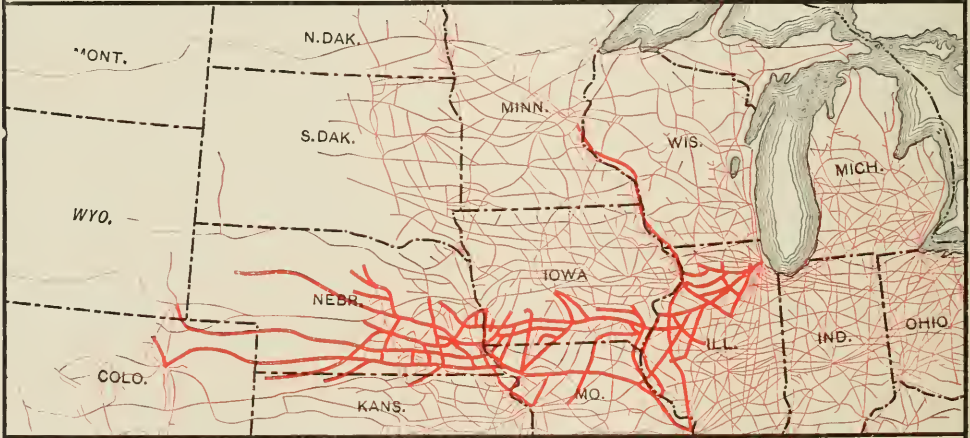 N.DAK.
MONT.
MINN.
S.DAK.
WIS.
MICH.
WYO.
IOWA
NEBR.
OHIO
ILL.
IND.
COLO.
MO.
KANS.